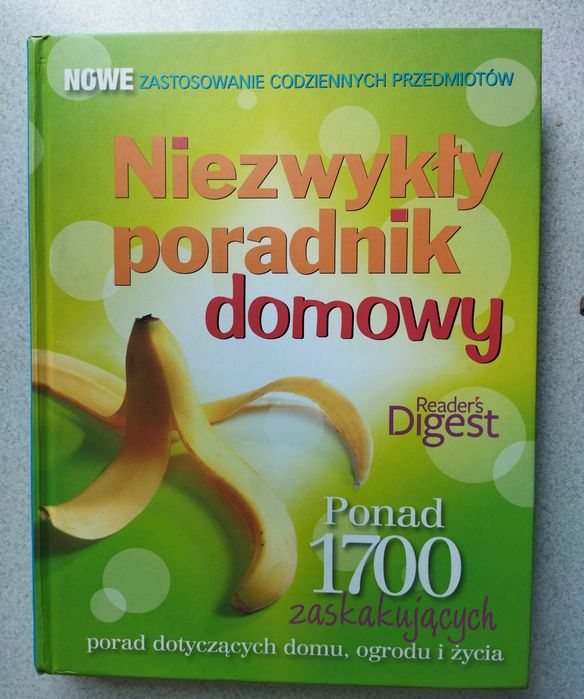 NOWE ZASTOSOWANIE CODZIENNYCH PRZEDMIOTÓW
Niezwykły
poradnik
domowy
Reader's
Digest
Ponad
1700
zaskakujących
porad dotyczących domu, ogrodu i życia